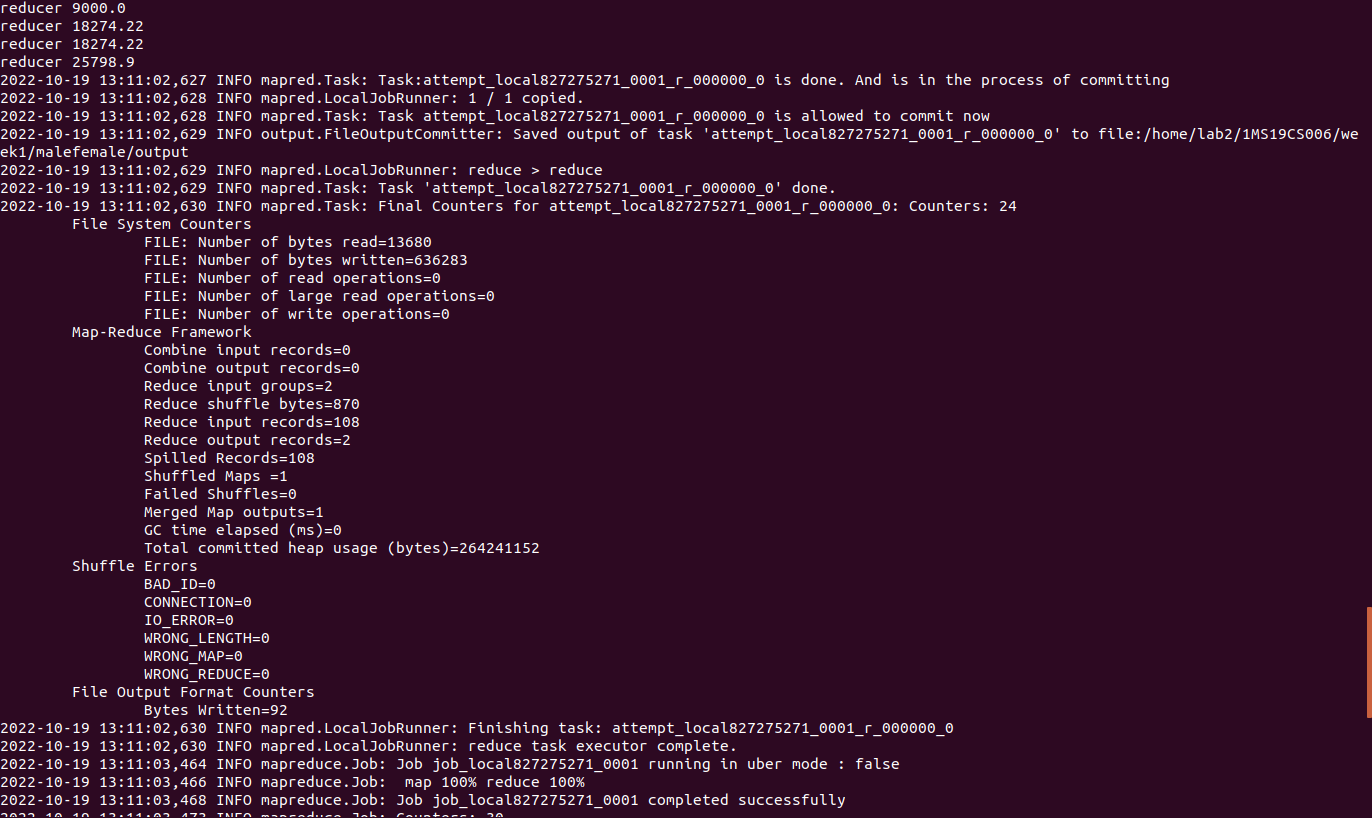 reducer 9000.0
reducer 18274.22
reducer 18274.22
reducer 25798.9
2022-10-19 13:11:02,627 INFO mapred.Task: Task:attempt_local827275271_0001_r_000000_0 is done. And is in the process of committing
2022-10-19 13:11:02,628 INFO mapred.LocalJobRunner: 1 / 1 copied.
2022-10-19 13:11:02,628 INFO mapred.Task: Task attempt_local827275271_0001_r_000000_0 is allowed to commit now
2022-10-19 13:11:02,629 INFO output.FileOutputCommitter: Saved output of task 'attempt_local827275271_0001_r_000000_0' to file:/home/lab2/1MS19CS006/we
ek1/malefemale/output
2022-10-19 13:11:02,629 INFO mapred.LocalJobRunner: reduce > reduce
2022-10-19 13:11:02,629 INFO mapred.Task: Task 'attempt_local827275271_0001_r_000000_0' done.
2022-10-19 13:11:02,630 INFO mapred.Task: Final Counters for attempt_local827275271_0001_r_000000_0: Counters: 24
File System Counters
FILE: Number of bytes read=13680
FILE: Number of bytes written=636283
FILE: Number of read operations=0
FILE: Number of large read operations=0
FILE: Number of write operations=0
Map-Reduce Framework
Combine input records=0
Combine output records=0
Reduce input groups=2
Reduce shuffle bytes=870
Reduce input records=108
Reduce output records=2
Spilled Records=108
Shuffled Maps =1
Failed Shuffles=0
Merged Map outputs=1
GC time elapsed (ms)=0
Total committed heap usage (bytes)=264241152
Shuffle Errors
BAD_ID=0
CONNECTION=0
IO_ERROR=0
WRONG_LENGTH=0
WRONG_MAP=0
WRONG_REDUCE=0
File Output Format Counters
Bytes Written=92
2022-10-19 13:11:02,630 INFO mapred.LocalJobRunner: Finishing task: attempt_local827275271_0001_r_000000_0
2022-10-19 13:11:02,630 INFO mapred.LocalJobRunner: reduce task executor complete.
2022-10-19 13:11:03,464 INFO mapreduce.Job: Job job_local827275271_0001 running in uber mode : false
2022-10-19 13:11:03,466 INFO mapreduce.Job:  map 100% reduce 100%
2022-10-19 13:11:03,468 INFO mapreduce.Job: Job job_local827275271_0001 completed successfully
2022-10-19 13:11:03,473 INFO mapreduce.Job: Counters: 30